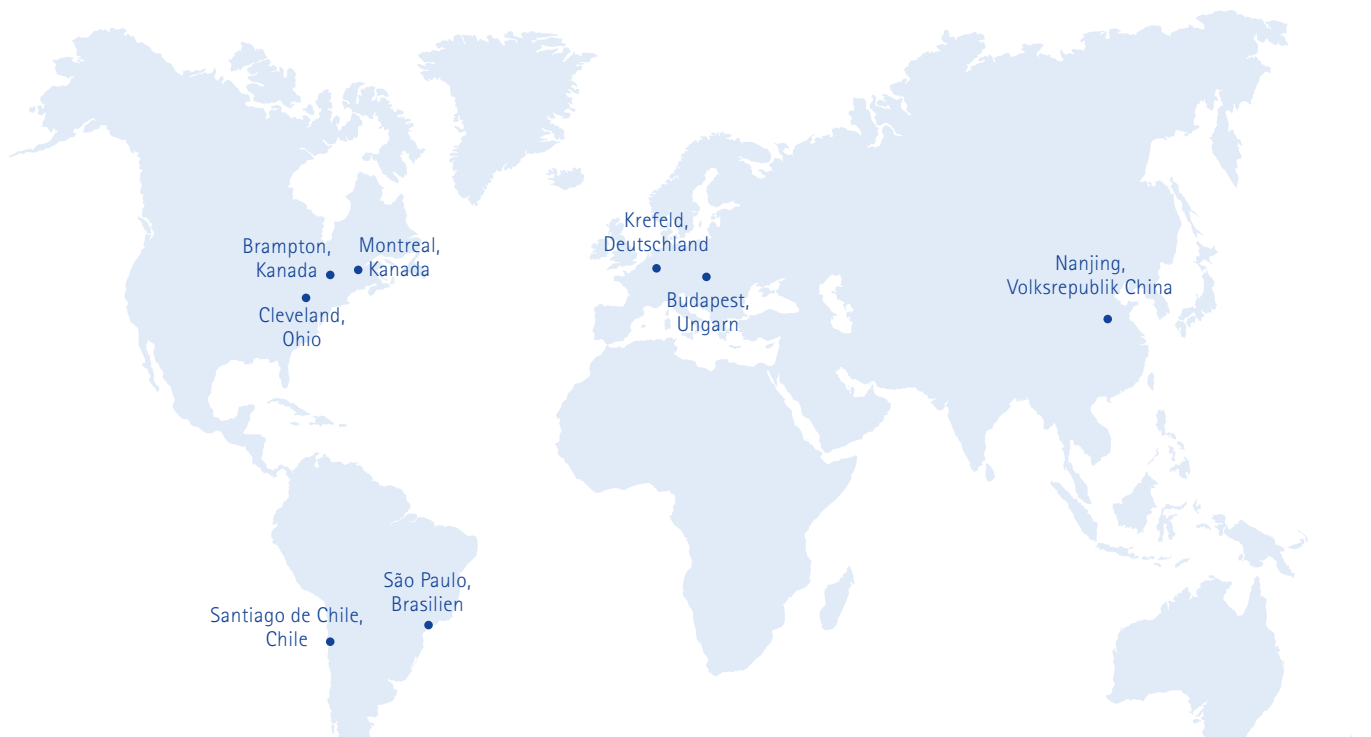 Krefeld,
Deutschland
Brampton,
Kanada
Montreal,
Kanada
Nanjing,
Volksrepublik China
Budapest,
Ungarn
Cleveland,
Ohio
São Paulo,
Brasilien
Santiago de Chile,
Chile